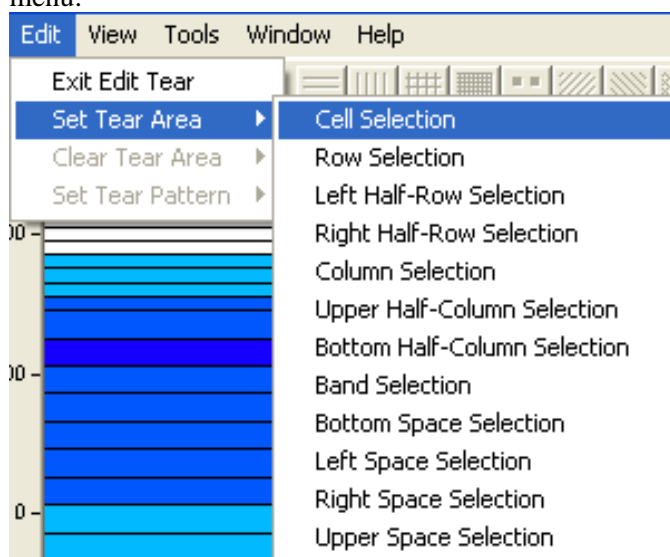 menu.
Edit View Tools Window Help
Exit Edit Tear
Set Tear Area
Clear Tear Area
Set Tear Pattern
Cell Selection
Row Selection
Left Half-Row Selection
Right Half-Row Selection
Column Selection
Upper Half-Column Selection
Bottom Half-Column Selection
Band Selection
Bottom Space Selection
Left Space Selection
Right Space Selection
Upper Space Selection
00
00
0